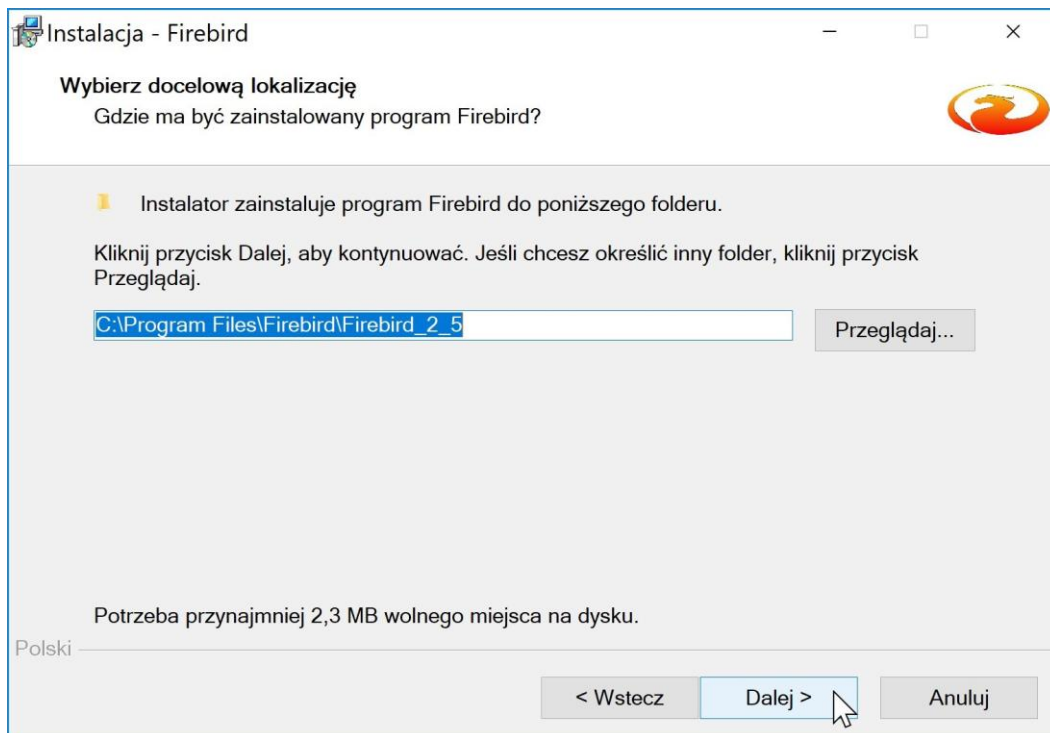 Instalacja - Firebird
Wybierz docelową lokalizację
Gdzie ma być zainstalowany program Firebird?
Instalator zainstaluje program Firebird do poniższego folderu.
Kliknij przycisk Dalej, aby kontynuować. Jeśli chcesz określić inny folder, kliknij przycisk
Przeglądaj.
C:\Program Files\Firebird\Firebird_2_5
Przeglądaj...
Potrzeba przynajmniej 2,3 MB wolnego miejsca na dysku.
Polski
< Wstecz
Dalej >
Anuluj